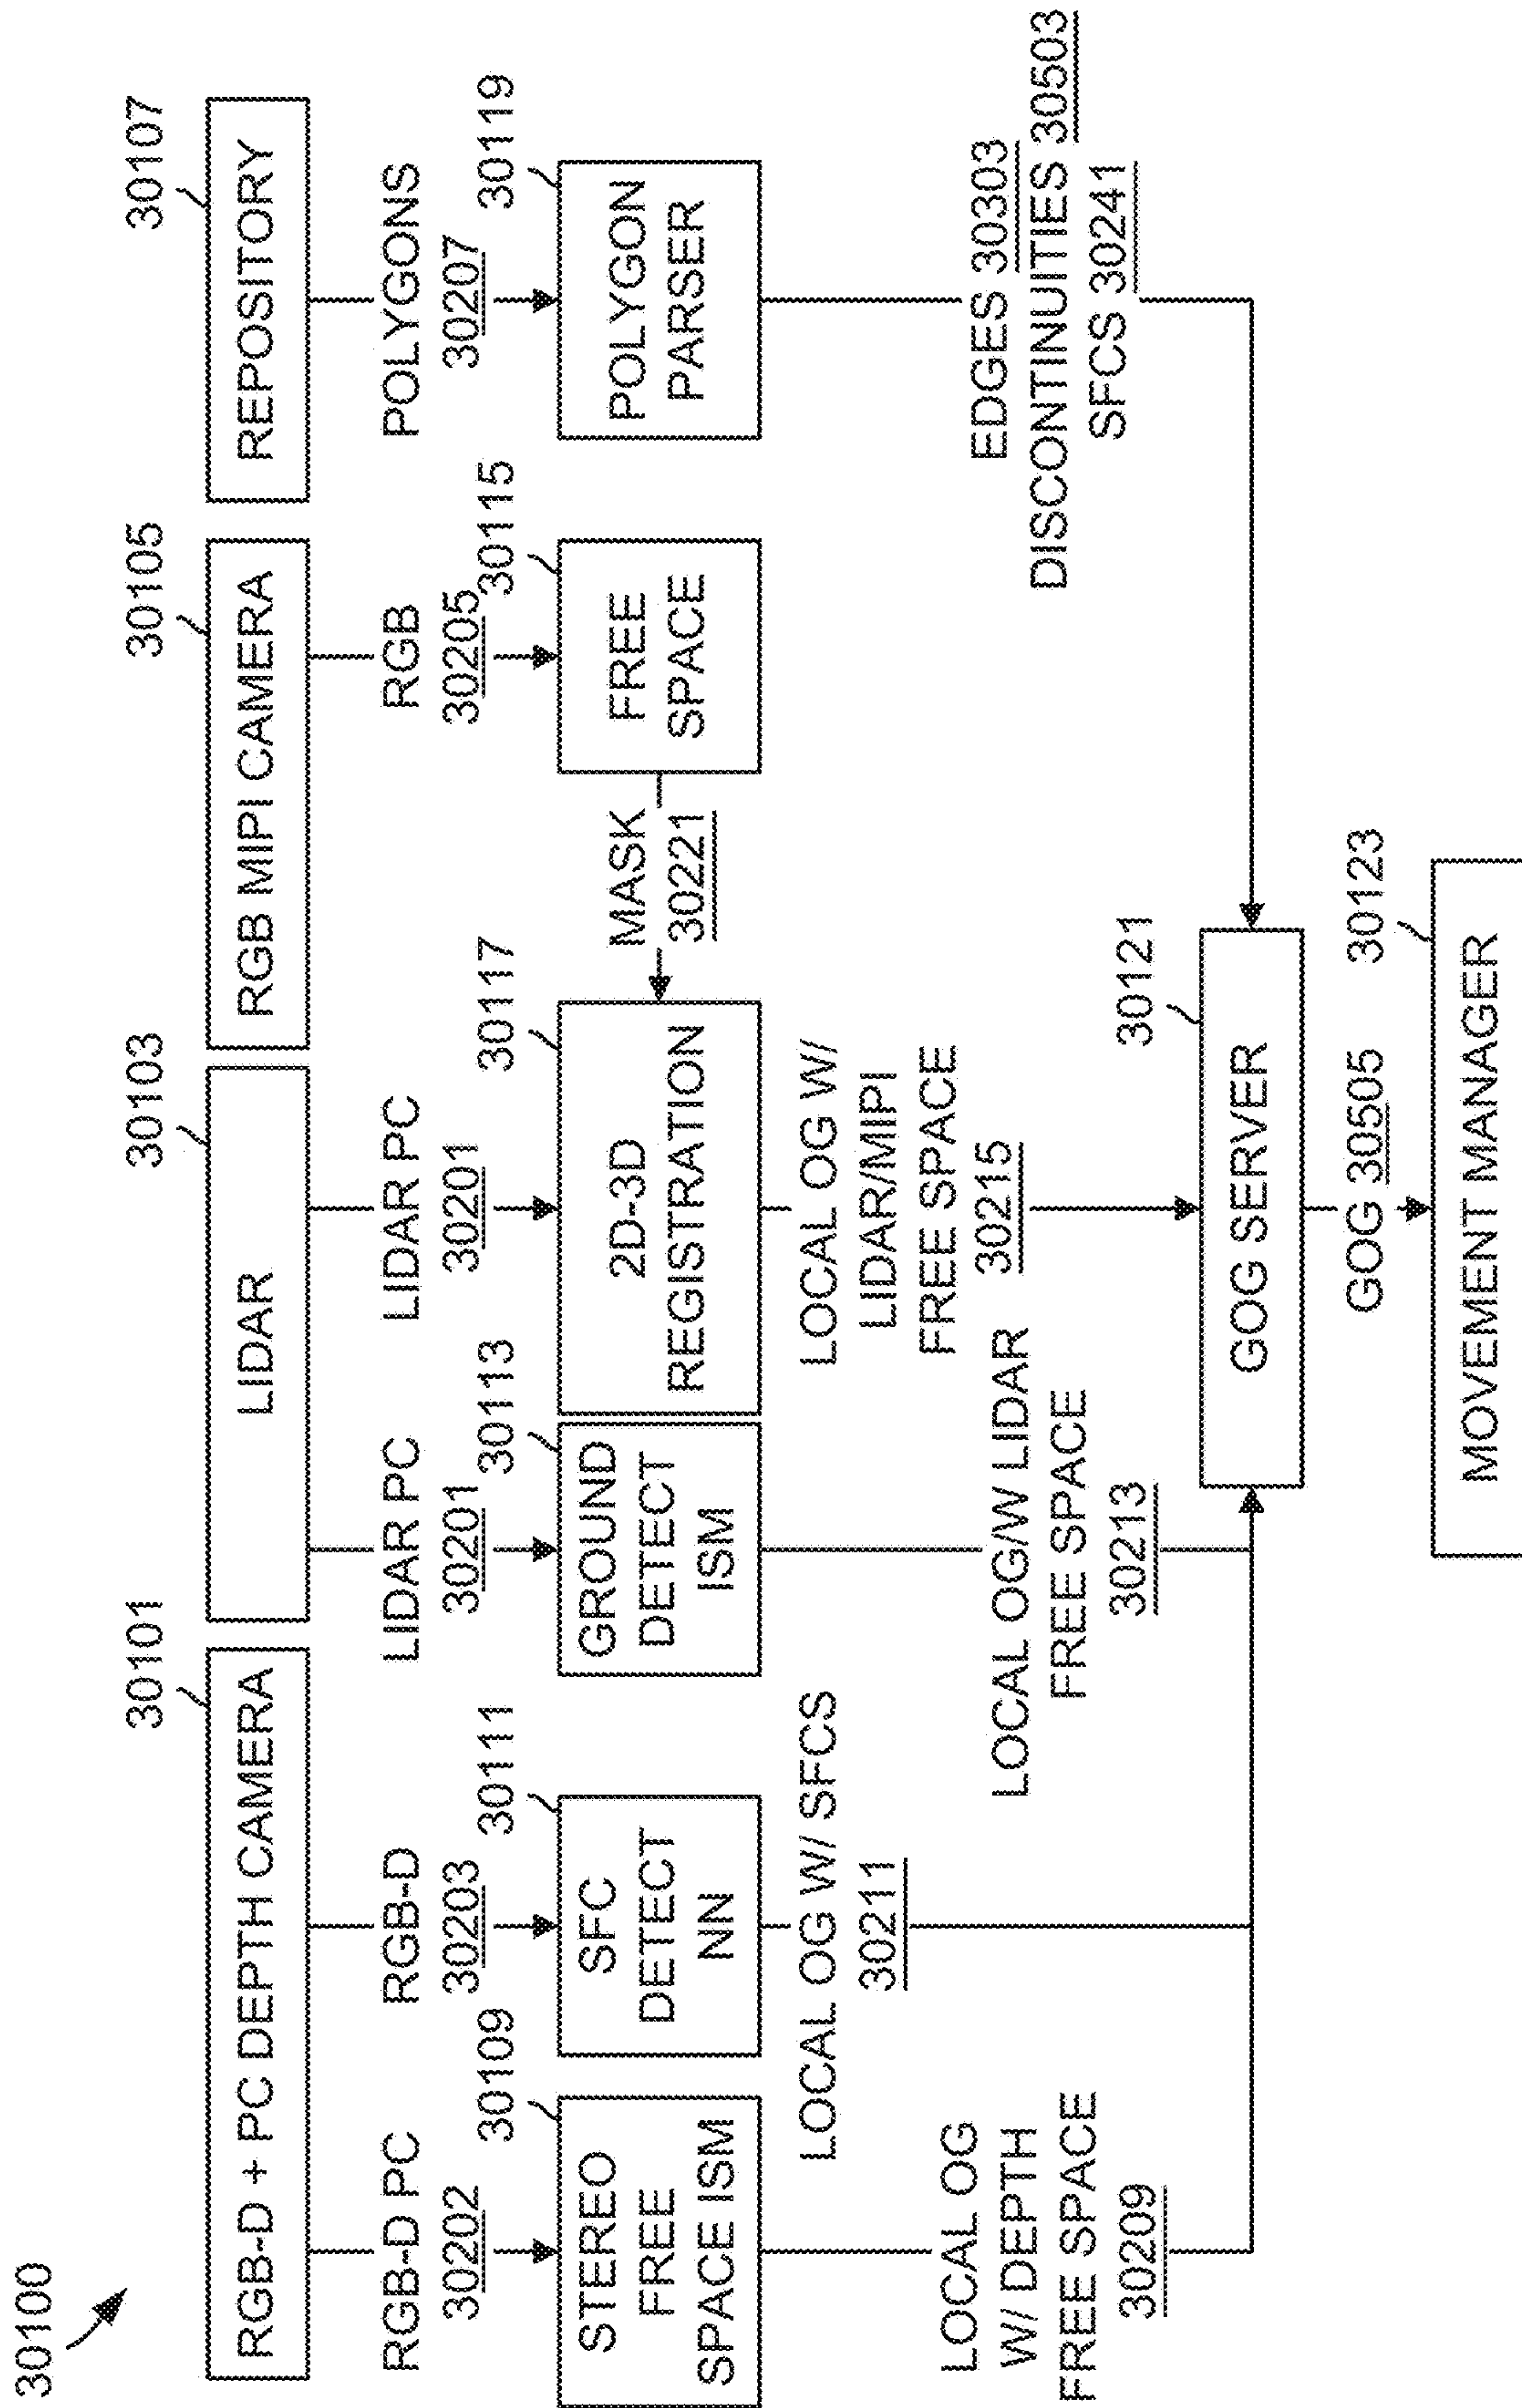 30100
30101
30103
30105
30107
RGB-D + PC DEPTH CAMERA
LIDAR
RGB MIPI CAMERA
REPOSITORY
RGB-D PC
30202
RGB-D
30203
LIDAR PC
30201
LIDAR PC
30201
RGB
30205
POLYGONS
30207
30109
30111
30113
30117
30115
30119
STEREO
FREE
SPACE ISM
SFC
DETECT
NN
GROUND
DETECT
ISM
2D-3D
REGISTRATION
MASK
30221
FREE
SPACE
POLYGON
PARSER
LOCAL OG
W/ DEPTH
FREE SPACE
30209
LOCAL OG W/ SFCS
30211
LOCAL OG/W LIDAR
FREE SPACE
30213
LOCAL OG W/
LIDAR/MIPI
FREE SPACE
30215
EDGES 30303
DISCONTINUITIES 30503
SFCS 30241
30121
GOG SERVER
GOG 30505
30123
MOVEMENT MANAGER